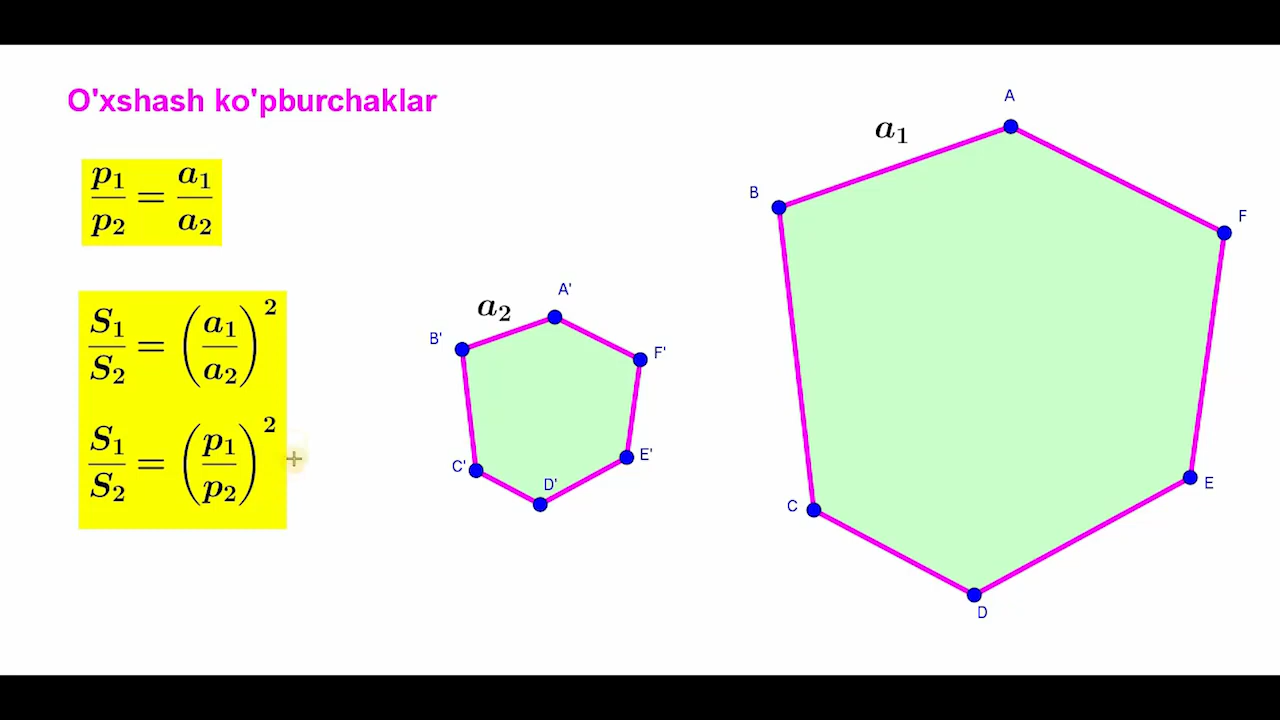 O'xshash ko'pburchaklar
p₁/p₂ = a₁/a₂
S₁/S₂ = (a₁/a₂)²
S₁/S₂ = (p₁/p₂)²
a₂
A'
B'
F'
C'
E'
D'
a₁
A
B
F
C
E
D